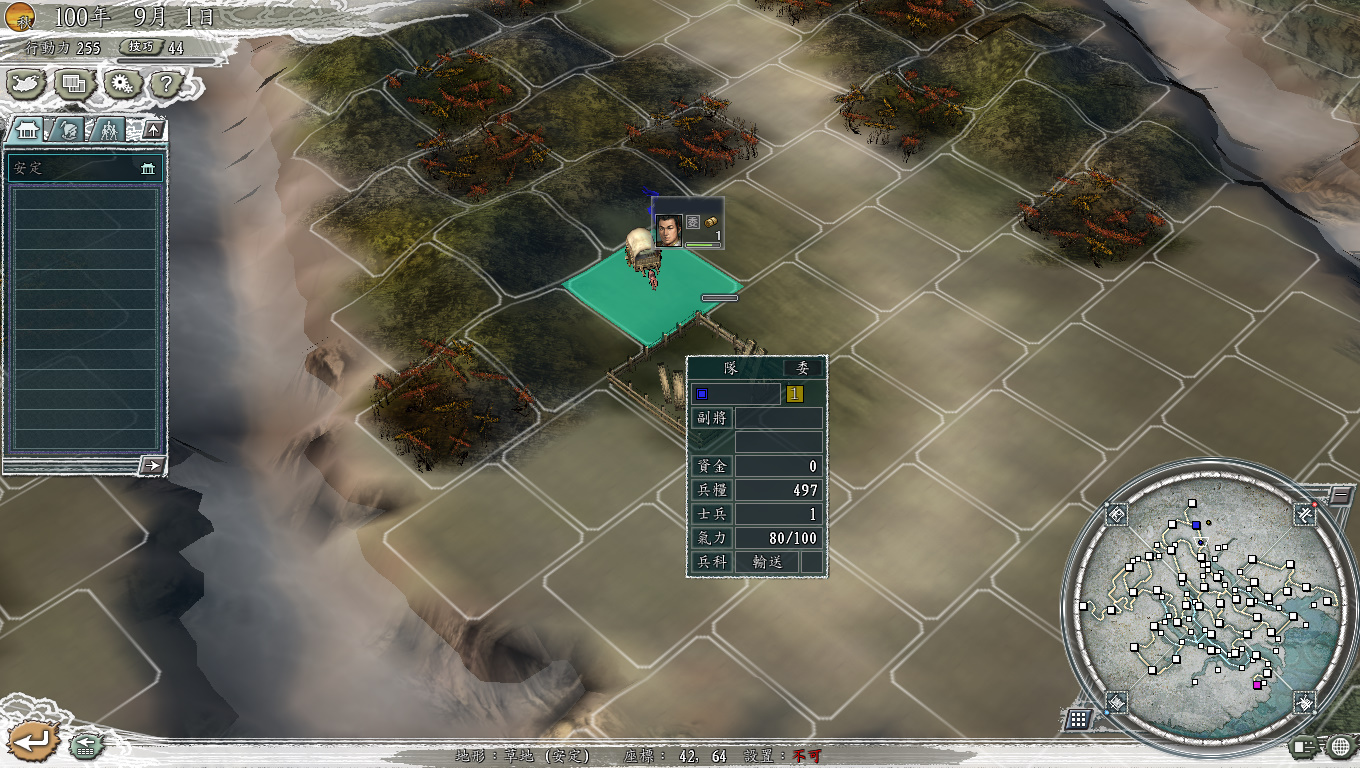 100年 9月 1日
行動力 255 技巧 44
?
安定
委
1
隊 委
1
副將
資金 0
兵糧 497
士兵 1
氣力 80/100
兵科 輸送
地形：草地 (安定) 座標： 42, 64 設置：不可